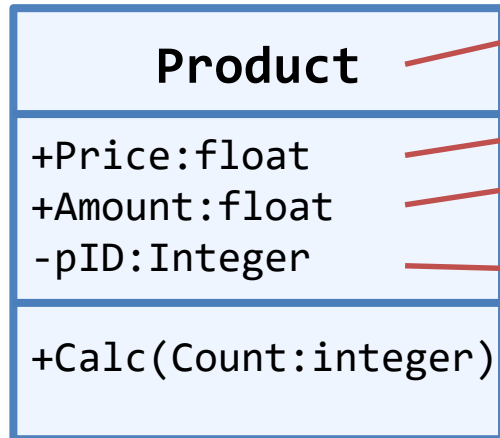 Product
+Price:float
+Amount:float
-pID:Integer
+Calc(Count:integer)